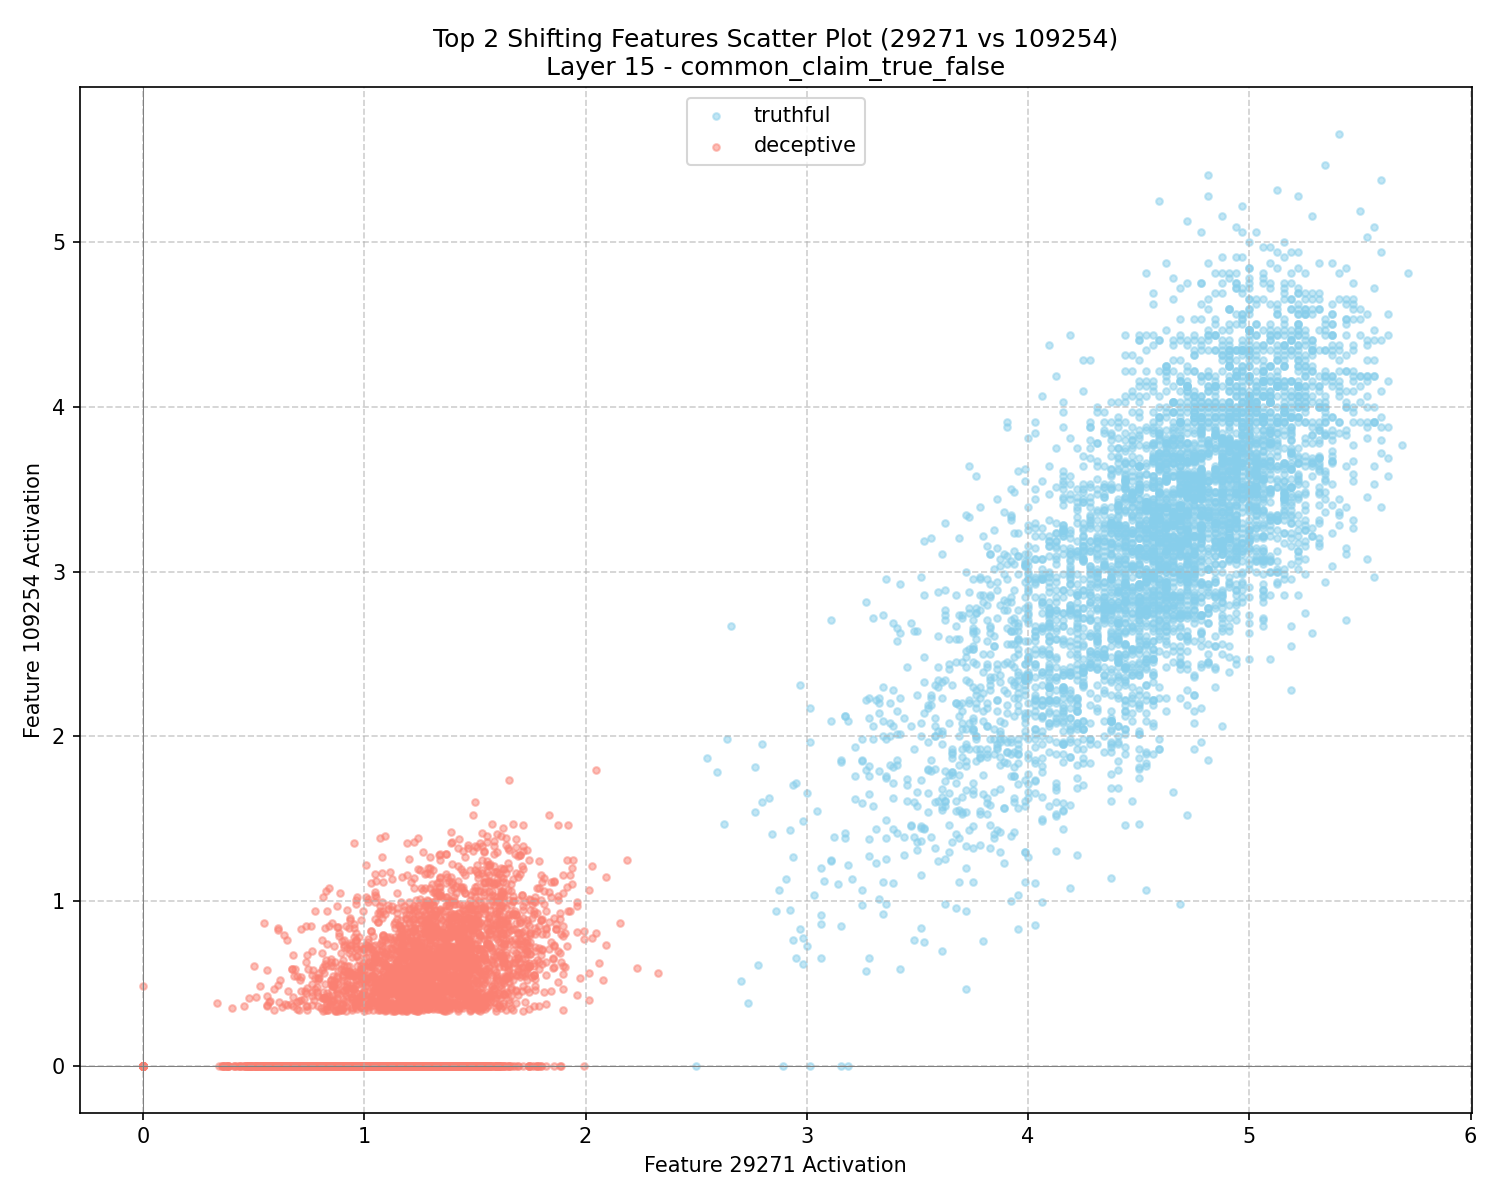 Top 2 Shifting Features Scatter Plot (29271 vs 109254)
Layer 15 - common_claim_true_false
truthful
deceptive
Feature 109254 Activation
5
4
3
2
1
0
0
1
2
3
4
5
6
Feature 29271 Activation